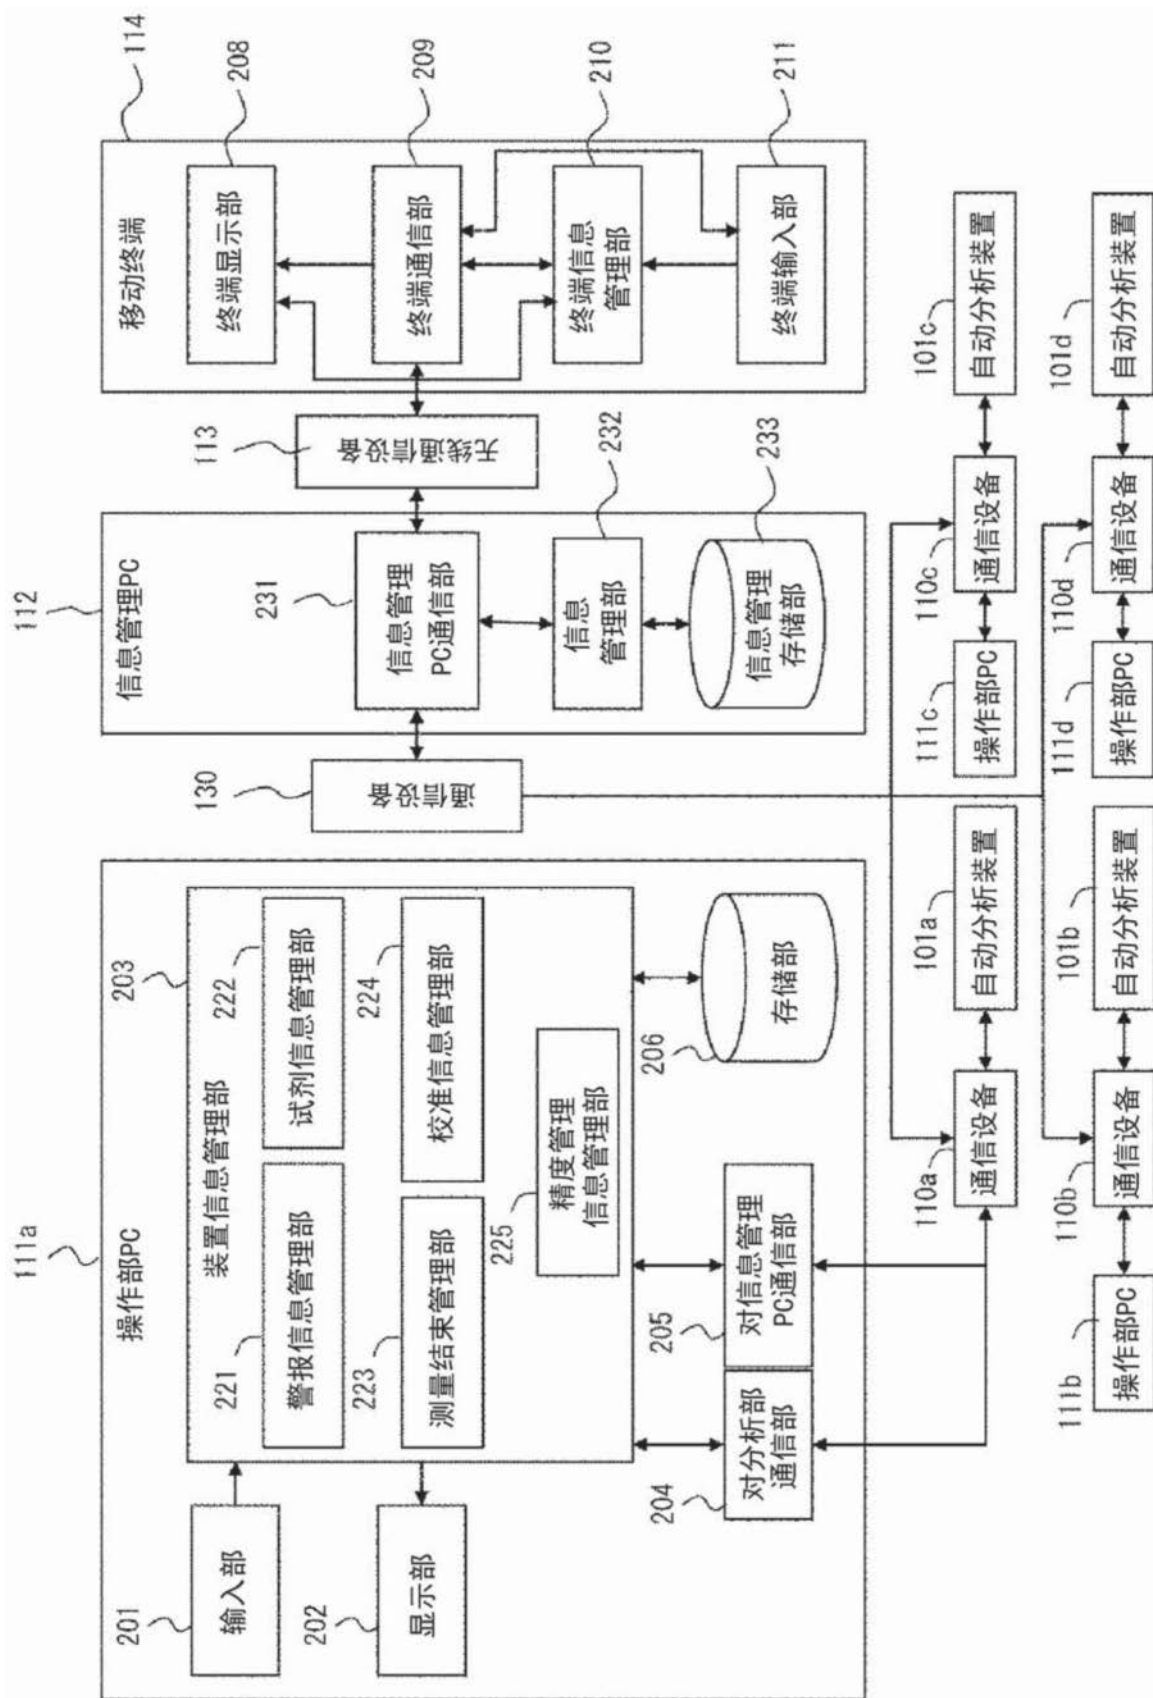 111a
操作部PC
201
输入部
202
显示部
203
装置信息管理部
221
警报信息管理部
222
试剂信息管理部
223
测量结束管理部
224
校准信息管理部
225
精度管理
信息管理部
204
对分析部
通信部
205
对信息管理
PC通信部
206
存储部
130
通信设备
112
信息管理PC
231
信息管理
PC通信部
232
信息
管理部
233
信息管理
存储部
113
无线通信设备
114
移动终端
208
终端显示部
209
终端通信部
210
终端信息
管理部
211
终端输入部
110a
通信设备
101a
自动分析装置
111c
操作部PC
110c
通信设备
101c
自动分析装置
111b
操作部PC
110b
通信设备
101b
自动分析装置
111d
操作部PC
110d
通信设备
101d
自动分析装置